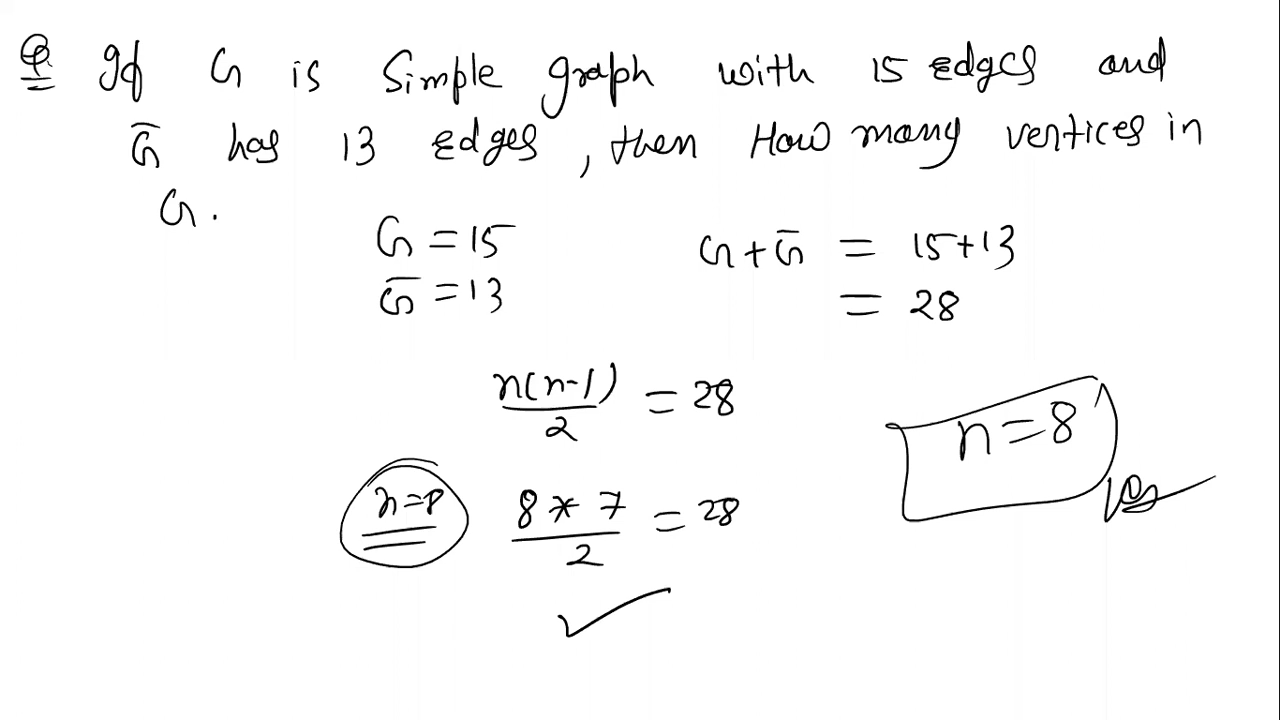 Q If G is Simple graph with 15 Edges and
G̅ has 13 Edges, then How many vertices in
G.
G = 15
G̅ = 13
G + G̅ = 15+13
= 28
n(n-1)/2 = 28
n=8
8 * 7/2 = 28
n=8